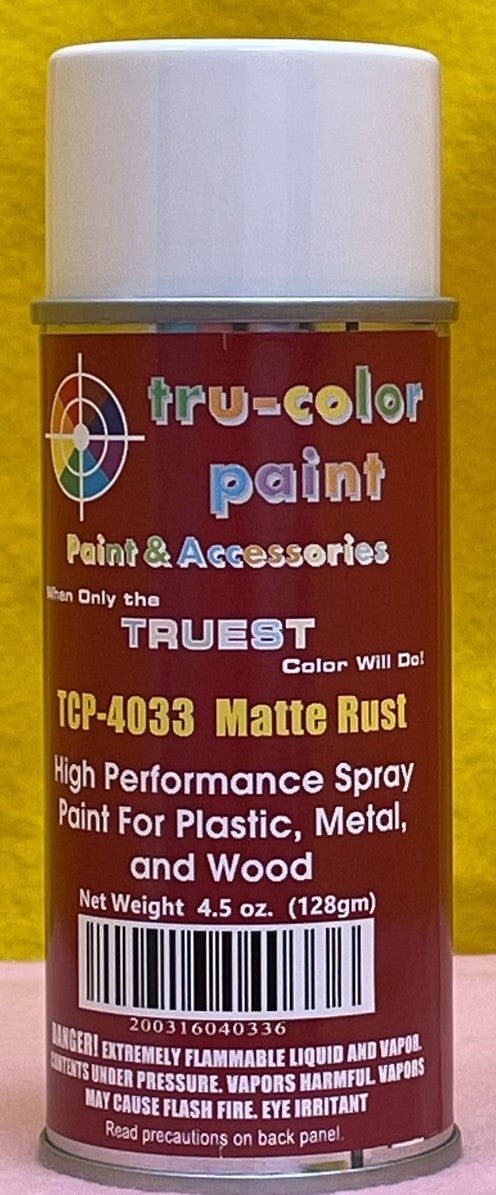 tru-color
paint
Paint & Accessories
When Only the
TRUEST
Color Will Do!
TCP-4033 Matte Rust
High Performance Spray
Paint For Plastic, Metal,
and Wood
Net Weight 4.5 oz. (128gm)
200316040336
DANGER! EXTREMELY FLAMMABLE LIQUID AND VAPOR.
CONTENTS UNDER PRESSURE. VAPORS HARMFUL. VAPORS
MAY CAUSE FLASH FIRE. EYE IRRITANT
Read precautions on back panel.